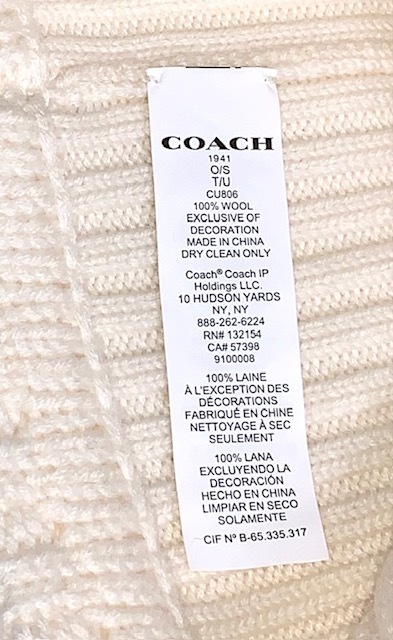 COACH
1941
O/S
T/U
CU806
100% WOOL
EXCLUSIVE OF
DECORATION
MADE IN CHINA
DRY CLEAN ONLY
Coach® Coach IP
Holdings LLC.
10 HUDSON YARDS
NY, NY
888-262-6224
RN# 132154
CA# 57398
9100008
100% LAINE
À L'EXCEPTION DES
DÉCORATIONS
FABRIQUÉ EN CHINE
NETTOYAGE À SEC
SEULEMENT
100% LANA
EXCLUYENDO LA
DECORACIÓN
HECHO EN CHINA
LIMPIAR EN SECO
SOLAMENTE
CIF Nº B-65.335.317